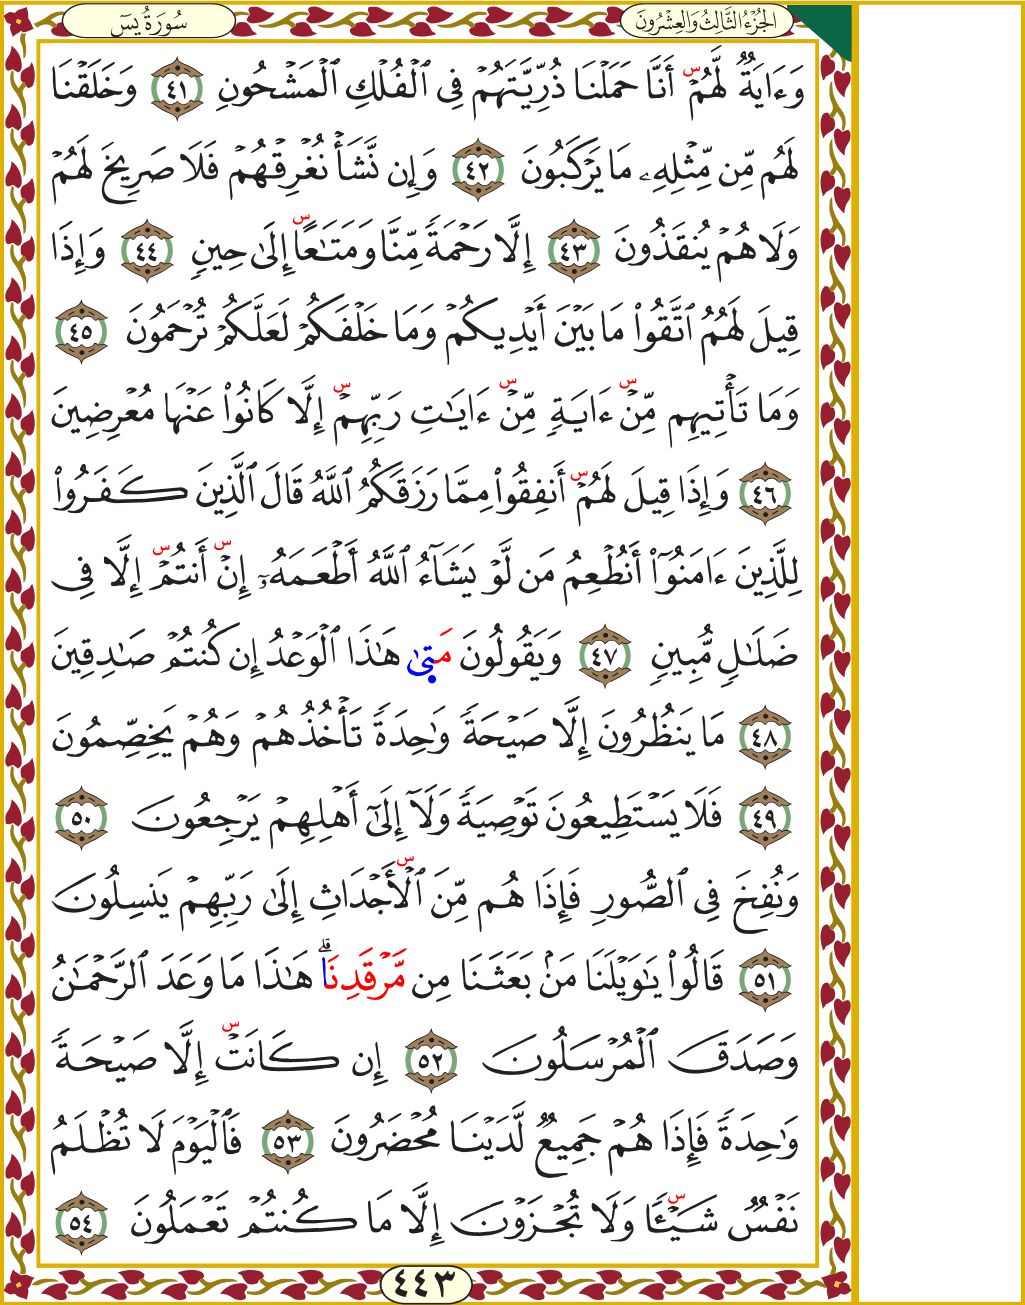 الجُزْءُ الثَّالِثُ وَالعِشْرُونَ
سُورَةُ يسٓ
وَءَايَةٌ لَّهُمْ س أَنَّا حَمَلْنَا ذُرِّيَّتَهُمْ فِى ٱلْفُلْكِ ٱلْمَشْحُونِ ٤١ وَخَلَقْنَا
لَهُم مِّن مِّثْلِهِۦ مَا يَرْكَبُونَ ٤٢ وَإِن نَّشَأْ نُغْرِقْهُمْ فَلَا صَرِيخَ لَهُمْ
وَلَا هُمْ يُنقَذُونَ ٤٣ إِلَّا رَحْمَةً مِّنَّا وَمَتَـٰعًا س إِلَىٰ حِينٍ ٤٤ وَإِذَا
قِيلَ لَهُمُ ٱتَّقُوا۟ مَا بَيْنَ أَيْدِيكُمْ وَمَا خَلْفَكُمْ لَعَلَّكُمْ تُرْحَمُونَ ٤٥
وَمَا تَأْتِيهِم مِّنْ س ءَايَةٍ مِّنْ س ءَايَـٰتِ رَبِّهِمْ س إِلَّا كَانُوا۟ عَنْهَا مُعْرِضِينَ
٤٦ وَإِذَا قِيلَ لَهُمْ س أَنفِقُوا۟ مِمَّا رَزَقَكُمُ ٱللَّهُ قَالَ ٱلَّذِينَ كَفَرُوا۟
لِلَّذِينَ ءَامَنُوٓا۟ أَنُطْعِمُ مَن لَّوْ يَشَآءُ ٱللَّهُ أَطْعَمَهُۥٓ إِنْ س أَنتُمْ س إِلَّا فِى
ضَلَـٰلٍ مُّبِينٍ ٤٧ وَيَقُولُونَ مَتَىٰ هَـٰذَا ٱلْوَعْدُ إِن كُنتُمْ صَـٰدِقِينَ
٤٨ مَا يَنظُرُونَ إِلَّا صَيْحَةً وَٰحِدَةً تَأْخُذُهُمْ وَهُمْ يَخِصِّمُونَ
٤٩ فَلَا يَسْتَطِيعُونَ تَوْصِيَةً وَلَآ إِلَىٰٓ أَهْلِهِمْ يَرْجِعُونَ ٥٠
وَنُفِخَ فِى ٱلصُّورِ فَإِذَا هُم مِّنَ ٱلْأَجْدَاثِ س إِلَىٰ رَبِّهِمْ يَنسِلُونَ
٥١ قَالُوا۟ يَـٰوَيْلَنَا مَنۢ بَعَثَنَا مِن مَّرْقَدِنَا ۗ هَـٰذَا مَا وَعَدَ ٱلرَّحْمَـٰنُ
وَصَدَقَ ٱلْمُرْسَلُونَ ٥٢ إِن كَانَتْ س إِلَّا صَيْحَةً
وَٰحِدَةً فَإِذَا هُمْ جَمِيعٌ لَّدَيْنَا مُحْضَرُونَ ٥٣ فَٱلْيَوْمَ لَا تُظْلَمُ
نَفْسٌ شَيْـًٔا س وَلَا تُجْزَوْنَ إِلَّا مَا كُنتُمْ تَعْمَلُونَ ٥٤
٤٤٣